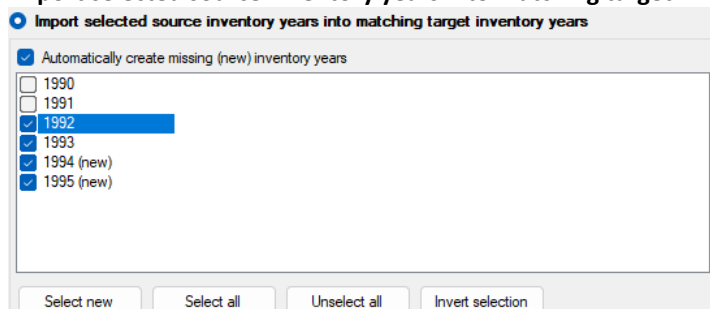 Import selected source inventory years into matching target inventory years
Automatically create missing (new) inventory years
1990
1991
1992
1993
1994 (new)
1995 (new)
Select new Select all Unselect all Invert selection